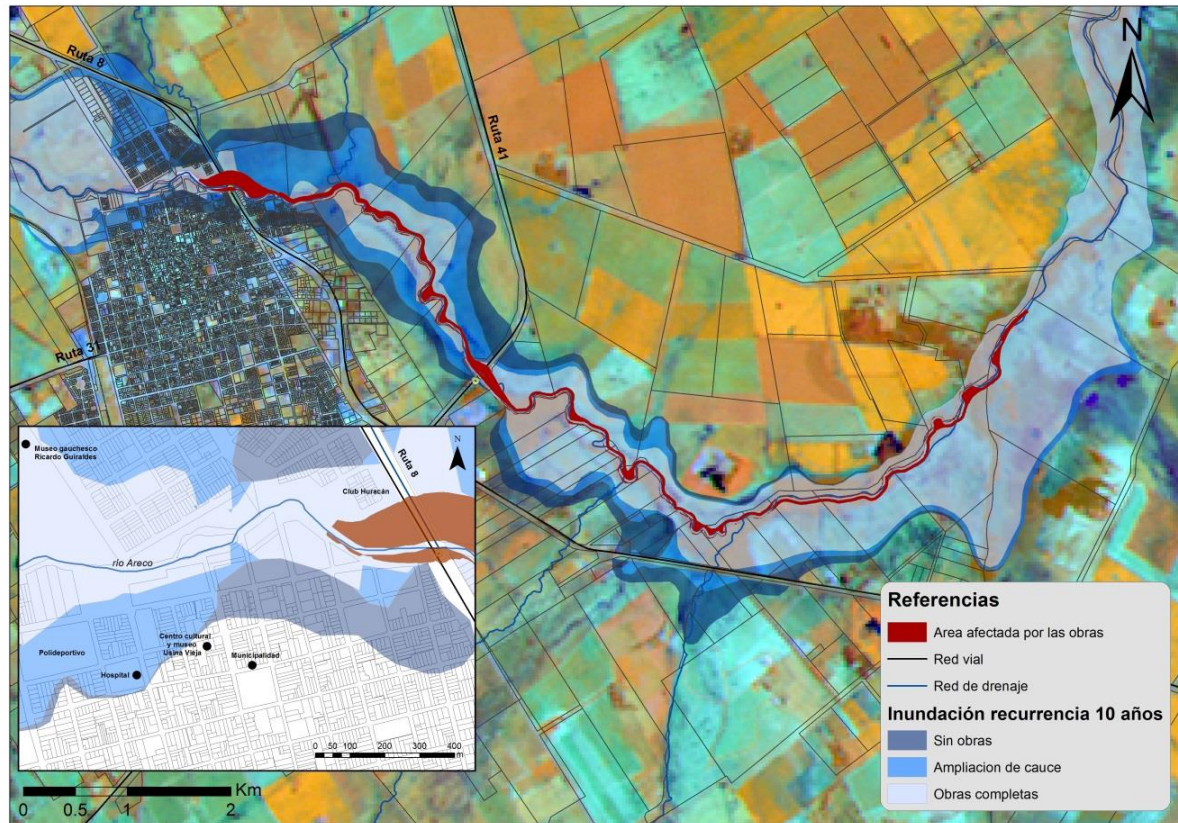 Ruta 8
N
Ruta 41
Ruta 31
Museo gauchesco
Ricardo Guiraldes
N
Ruta 8
Club Huracán
río Areco
Polideportivo
Centro cultural
y museo
Usina Vieja
Municipalidad
Hospital
0 50 100 200 300 400
m
Km
0 0.5 1 2
Referencias
Area afectada por las obras
Red vial
Red de drenaje
Inundación recurrencia 10 años
Sin obras
Ampliacion de cauce
Obras completas